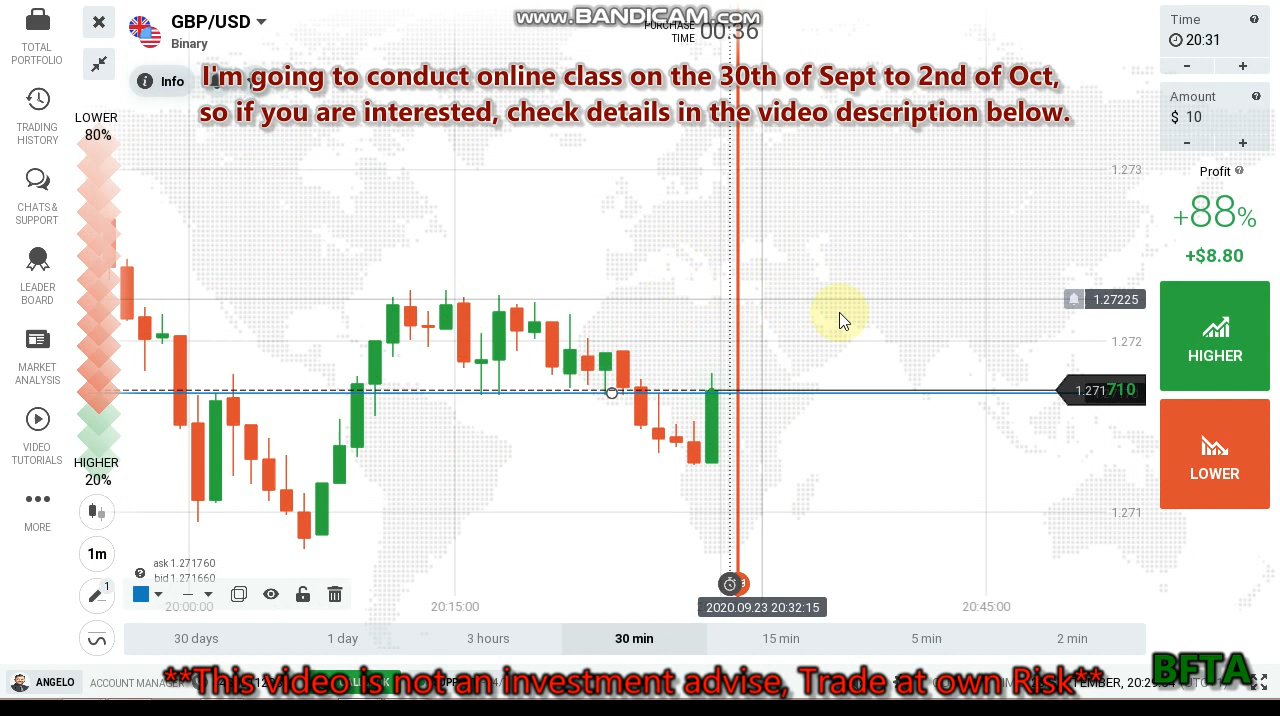 www.BANDICAM.com
TOTAL
PORTFOLIO
TRADING
HISTORY
CHATS &
SUPPORT
LEADER
BOARD
MARKET
ANALYSIS
VIDEO
TUTORIALS
MORE
GBP/USD
Binary
PURCHASE
TIME
00:36
Info
I'm going to conduct online class on the 30th of Sept to 2nd of Oct,
so if you are interested, check details in the video description below.
LOWER
80%
HIGHER
20%
1m
1
1.273
1.27225
1.272
1.271710
1.271
ask 1.271760
bid 1.271660
20:00:00
20:15:00
2020.09.23 20:32:15
20:45:00
30 days
1 day
3 hours
30 min
15 min
5 min
2 min
Time
20:31
- +
Amount
$ 10
- +
Profit
+88%
+$8.80
HIGHER
LOWER
ANGELO
ACCOUNT MANAGER
**This video is not an investment advise, Trade at own Risk**
BFTA